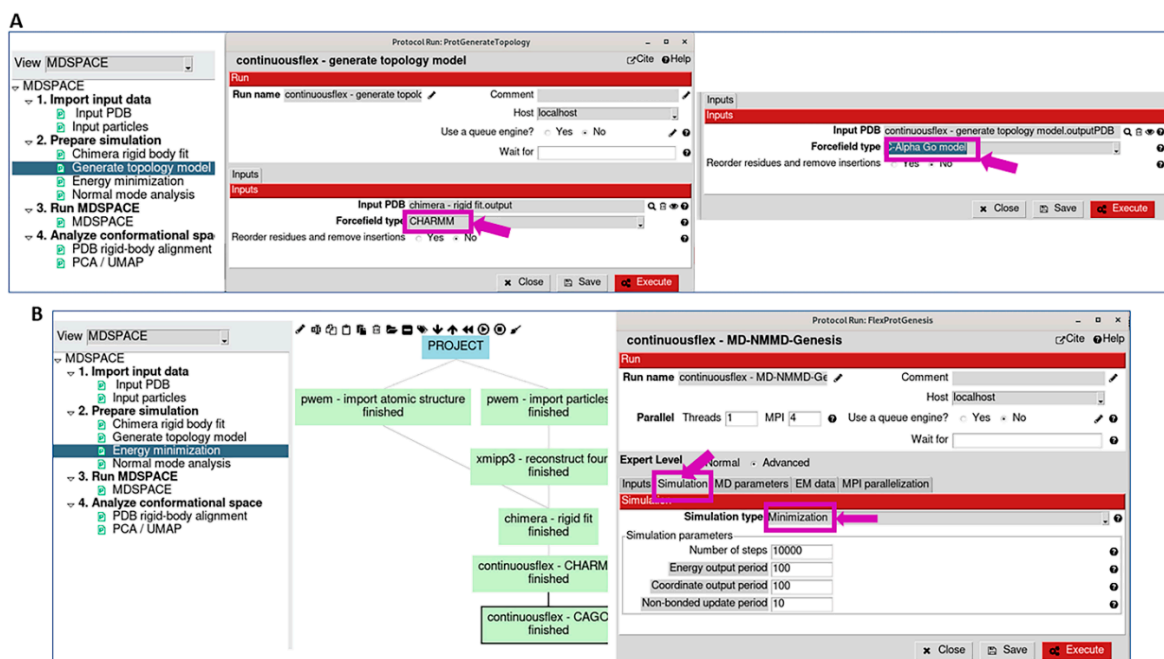 A
View MDSPACE
MDSPACE
1. Import input data
Input PDB
Input particles
2. Prepare simulation
Chimera rigid body fit
Generate topology model
Energy minimization
Normal mode analysis
3. Run MDSPACE
MDSPACE
4. Analyze conformational spa
PDB rigid-body alignment
PCA / UMAP
Protocol Run: ProtGenerateTopology
continuousflex - generate topology model Cite Help
Run
Run name continuousflex - generate topolo Comment
Host localhost
Use a queue engine? Yes No
Wait for
Inputs
Inputs
Input PDB chimera - rigid fit.output
Forcefield type CHARMM
Reorder residues and remove insertions Yes No
Close Save Execute
Inputs
Inputs
Input PDB continuousflex - generate topology model.outputPDB
Forcefield type C-Alpha Go model
Reorder residues and remove insertions Yes No
Close Save Execute
B
View MDSPACE
MDSPACE
1. Import input data
Input PDB
Input particles
2. Prepare simulation
Chimera rigid body fit
Generate topology model
Energy minimization
Normal mode analysis
3. Run MDSPACE
MDSPACE
4. Analyze conformational space
PDB rigid-body alignment
PCA / UMAP
PROJECT
pwem - import atomic structure
finished
pwem - import particles
finished
xmipp3 - reconstruct four
finished
chimera - rigid fit
finished
continuousflex - CHARM
finished
continuousflex - CAGO
finished
Protocol Run: FlexProtGenesis
continuousflex - MD-NMMD-Genesis Cite Help
Run
Run name continuousflex - MD-NMMD-Ge Comment
Host localhost
Parallel Threads 1 MPI 4 Use a queue engine? Yes No
Wait for
Expert Level Normal Advanced
Inputs Simulation MD parameters EM data MPI parallelization
Simulation
Simulation type Minimization
Simulation parameters
Number of steps 10000
Energy output period 100
Coordinate output period 100
Non-bonded update period 10
Close Save Execute